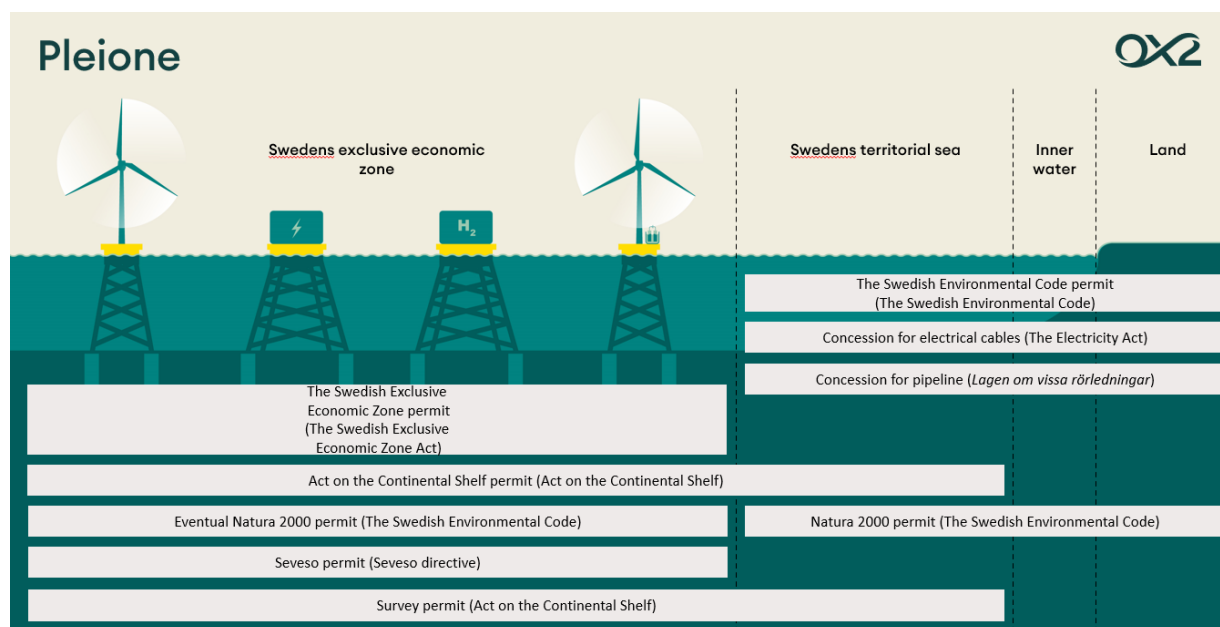 Pleione
OX2
Swedens exclusive economic
zone
Swedens territorial sea
Inner
water
Land
H2
The Swedish Environmental Code permit
(The Swedish Environmental Code)
Concession for electrical cables (The Electricity Act)
Concession for pipeline (Lagen om vissa rörledningar)
The Swedish Exclusive
Economic Zone permit
(The Swedish Exclusive
Economic Zone Act)
Act on the Continental Shelf permit (Act on the Continental Shelf)
Eventual Natura 2000 permit (The Swedish Environmental Code)
Natura 2000 permit (The Swedish Environmental Code)
Seveso permit (Seveso directive)
Survey permit (Act on the Continental Shelf)